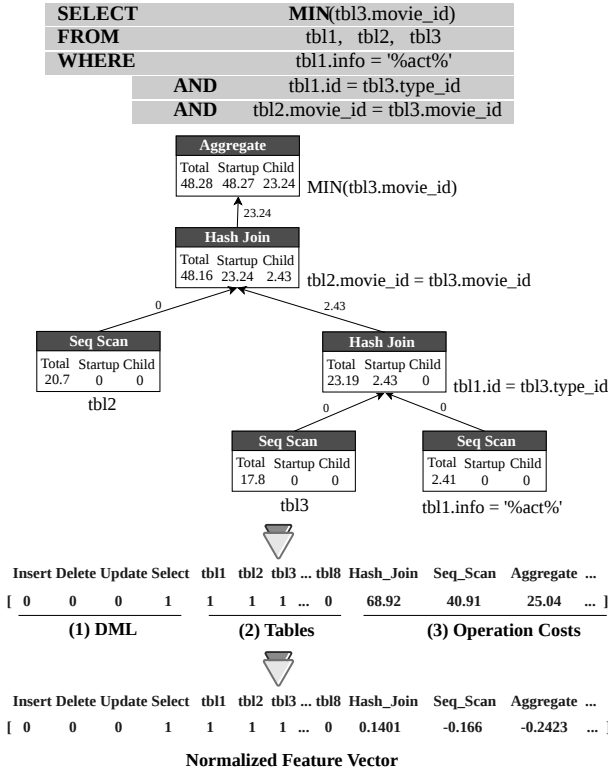 SELECT MIN(tbl3.movie_id)
FROM tbl1, tbl2, tbl3
WHERE tbl1.info = '%act%'
AND tbl1.id = tbl3.type_id
AND tbl2.movie_id = tbl3.movie_id
Aggregate
Total Startup Child
48.28 48.27 23.24
MIN(tbl3.movie_id)
23.24
Hash Join
Total Startup Child
48.16 23.24 2.43
tbl2.movie_id = tbl3.movie_id
0 2.43
Seq Scan
Total Startup Child
20.7 0 0
tbl2
Hash Join
Total Startup Child
23.19 2.43 0
tbl1.id = tbl3.type_id
0 0
Seq Scan
Total Startup Child
17.8 0 0
tbl3
Seq Scan
Total Startup Child
2.41 0 0
tbl1.info = '%act%'
Insert Delete Update Select tbl1 tbl2 tbl3 ... tbl8 Hash_Join Seq_Scan Aggregate ...
[ 0 0 0 1 1 1 1 ... 0 68.92 40.91 25.04 ... ]
(1) DML (2) Tables (3) Operation Costs
Insert Delete Update Select tbl1 tbl2 tbl3 ... tbl8 Hash_Join Seq_Scan Aggregate ...
[ 0 0 0 1 1 1 1 ... 0 0.1401 -0.166 -0.2423 ... ]
Normalized Feature Vector